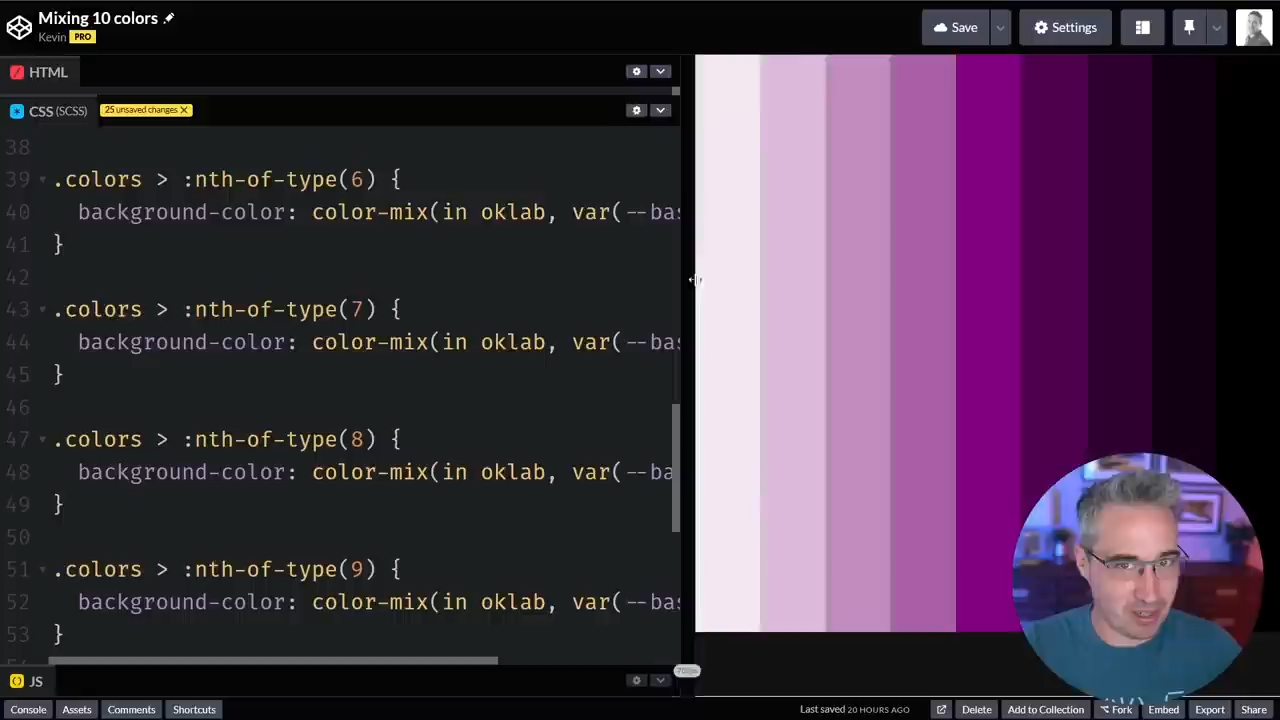 Mixing 10 colors
Kevin PRO
Save
Settings
HTML
CSS (SCSS) 25 unsaved changes X
38
39 .colors > :nth-of-type(6) {
40 background-color: color-mix(in oklab, var(--bas
41 }
42
43 .colors > :nth-of-type(7) {
44 background-color: color-mix(in oklab, var(--bas
45 }
46
47 .colors > :nth-of-type(8) {
48 background-color: color-mix(in oklab, var(--ba
49 }
50
51 .colors > :nth-of-type(9) {
52 background-color: color-mix(in oklab, var(--bas
53 }
JS
Console Assets Comments Shortcuts Last saved 20 HOURS AGO Delete Add to Collection Fork Embed Export Share